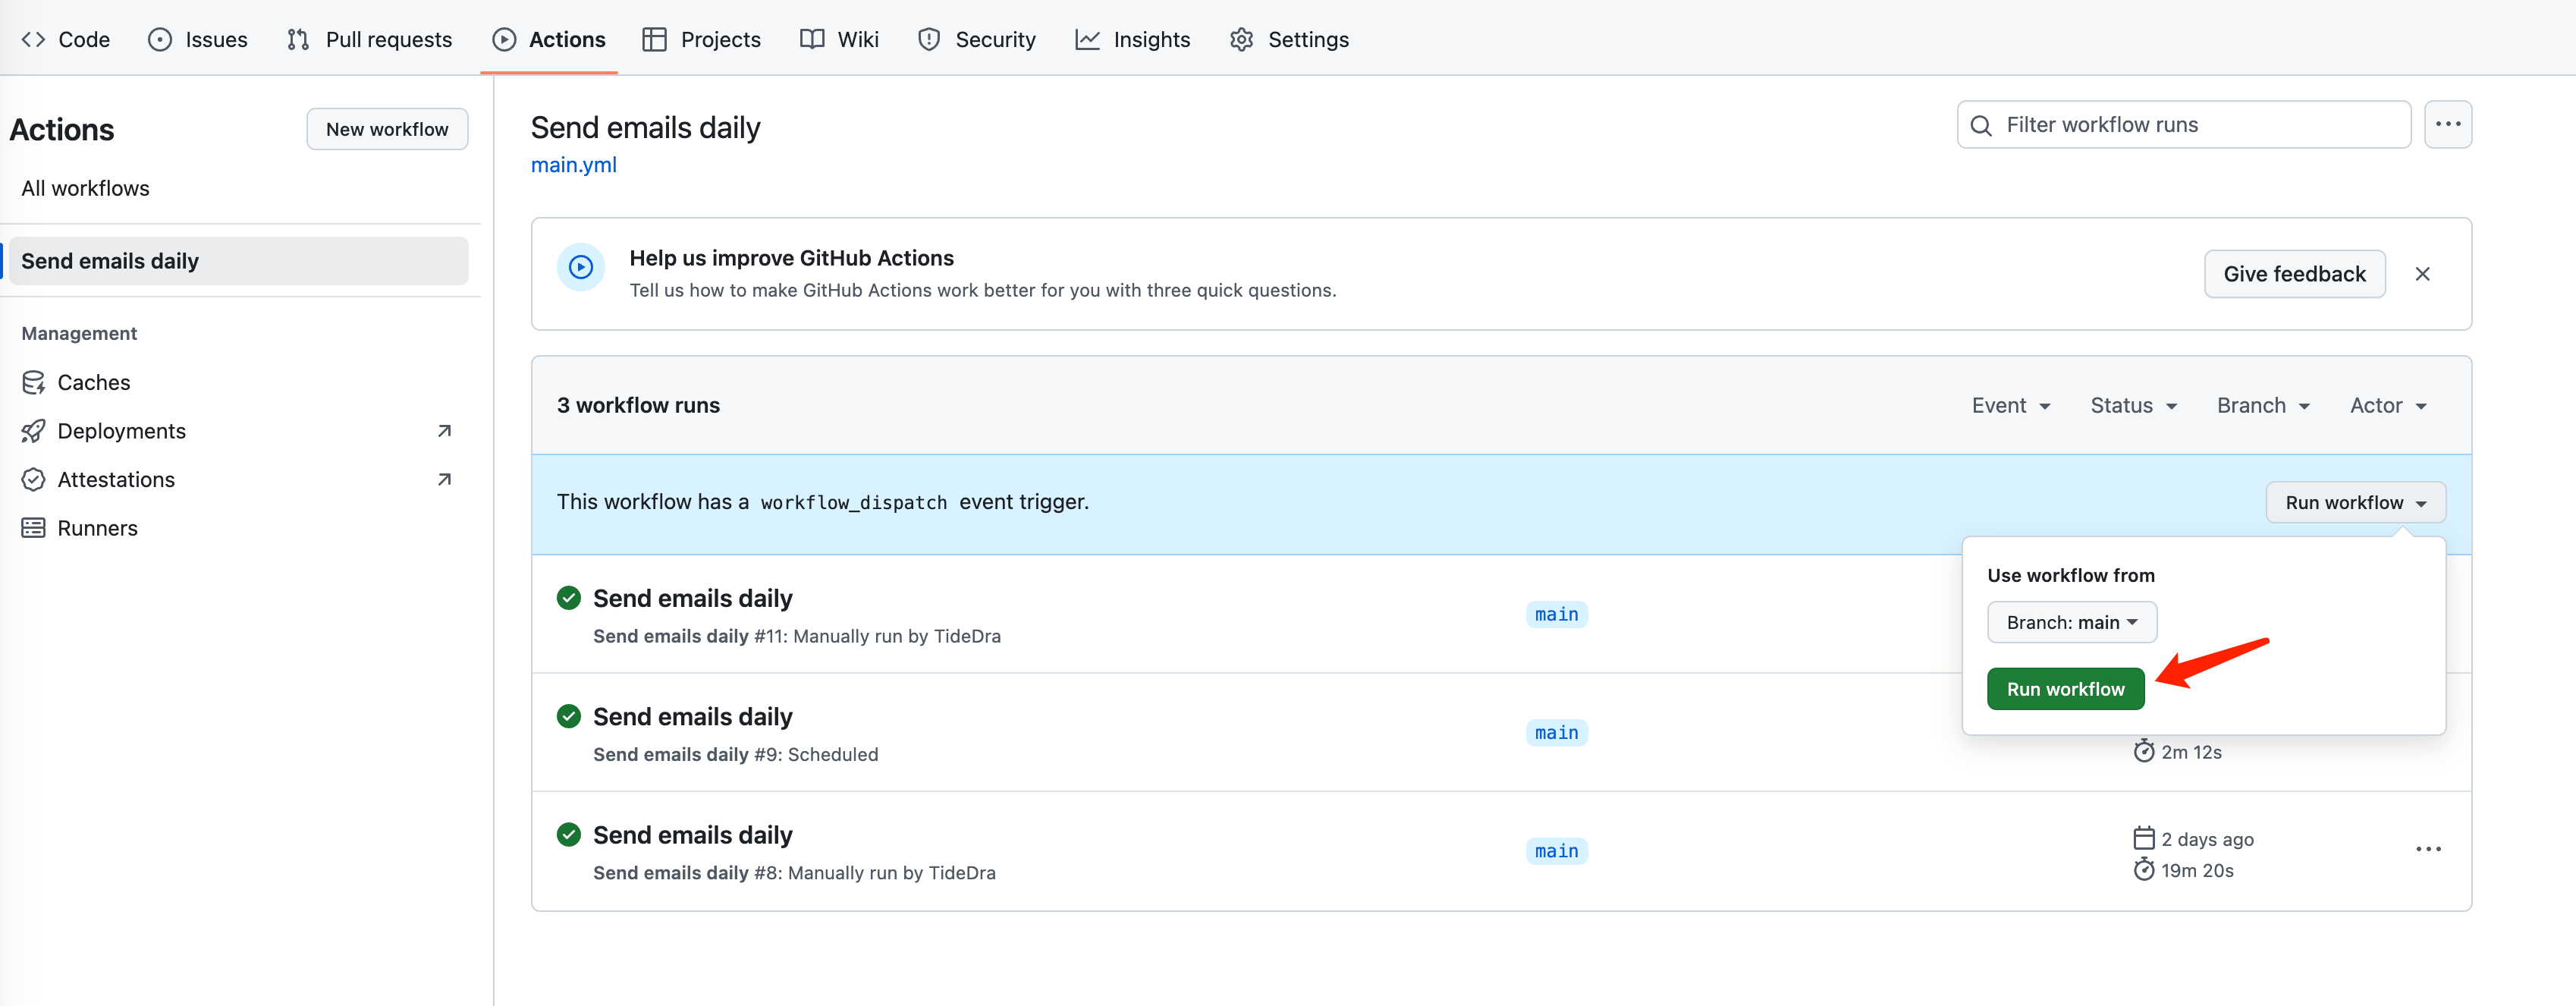 Code Issues Pull requests Actions Projects Wiki Security Insights Settings
Actions
New workflow
All workflows
Send emails daily
Management
Caches
Deployments
Attestations
Runners
Send emails daily
main.yml
Filter workflow runs
Help us improve GitHub Actions
Tell us how to make GitHub Actions work better for you with three quick questions.
Give feedback
3 workflow runs
Event Status Branch Actor
This workflow has a workflow_dispatch event trigger.
Run workflow
Use workflow from
Branch: main
Run workflow
Send emails daily
Send emails daily #11: Manually run by TideDra
main
Send emails daily
Send emails daily #9: Scheduled
main
2m 12s
Send emails daily
Send emails daily #8: Manually run by TideDra
main
2 days ago
19m 20s